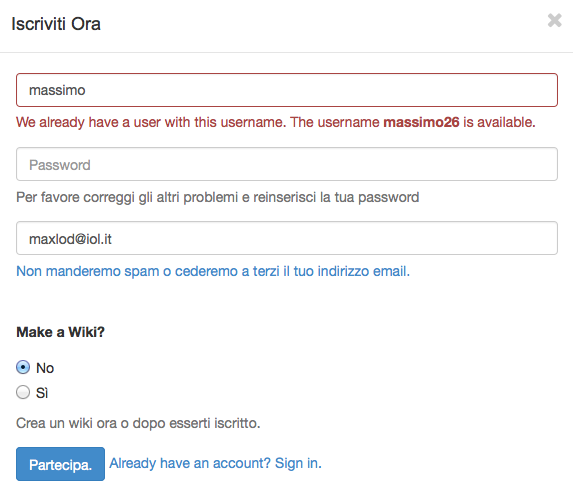 Iscriviti Ora
massimo
We already have a user with this username. The username massimo26 is available.
Password
Per favore correggi gli altri problemi e reinserisci la tua password
maxlod@iol.it
Non manderemo spam o cederemo a terzi il tuo indirizzo email.
Make a Wiki?
No
Sì
Crea un wiki ora o dopo esserti iscritto.
Partecipa. Already have an account? Sign in.